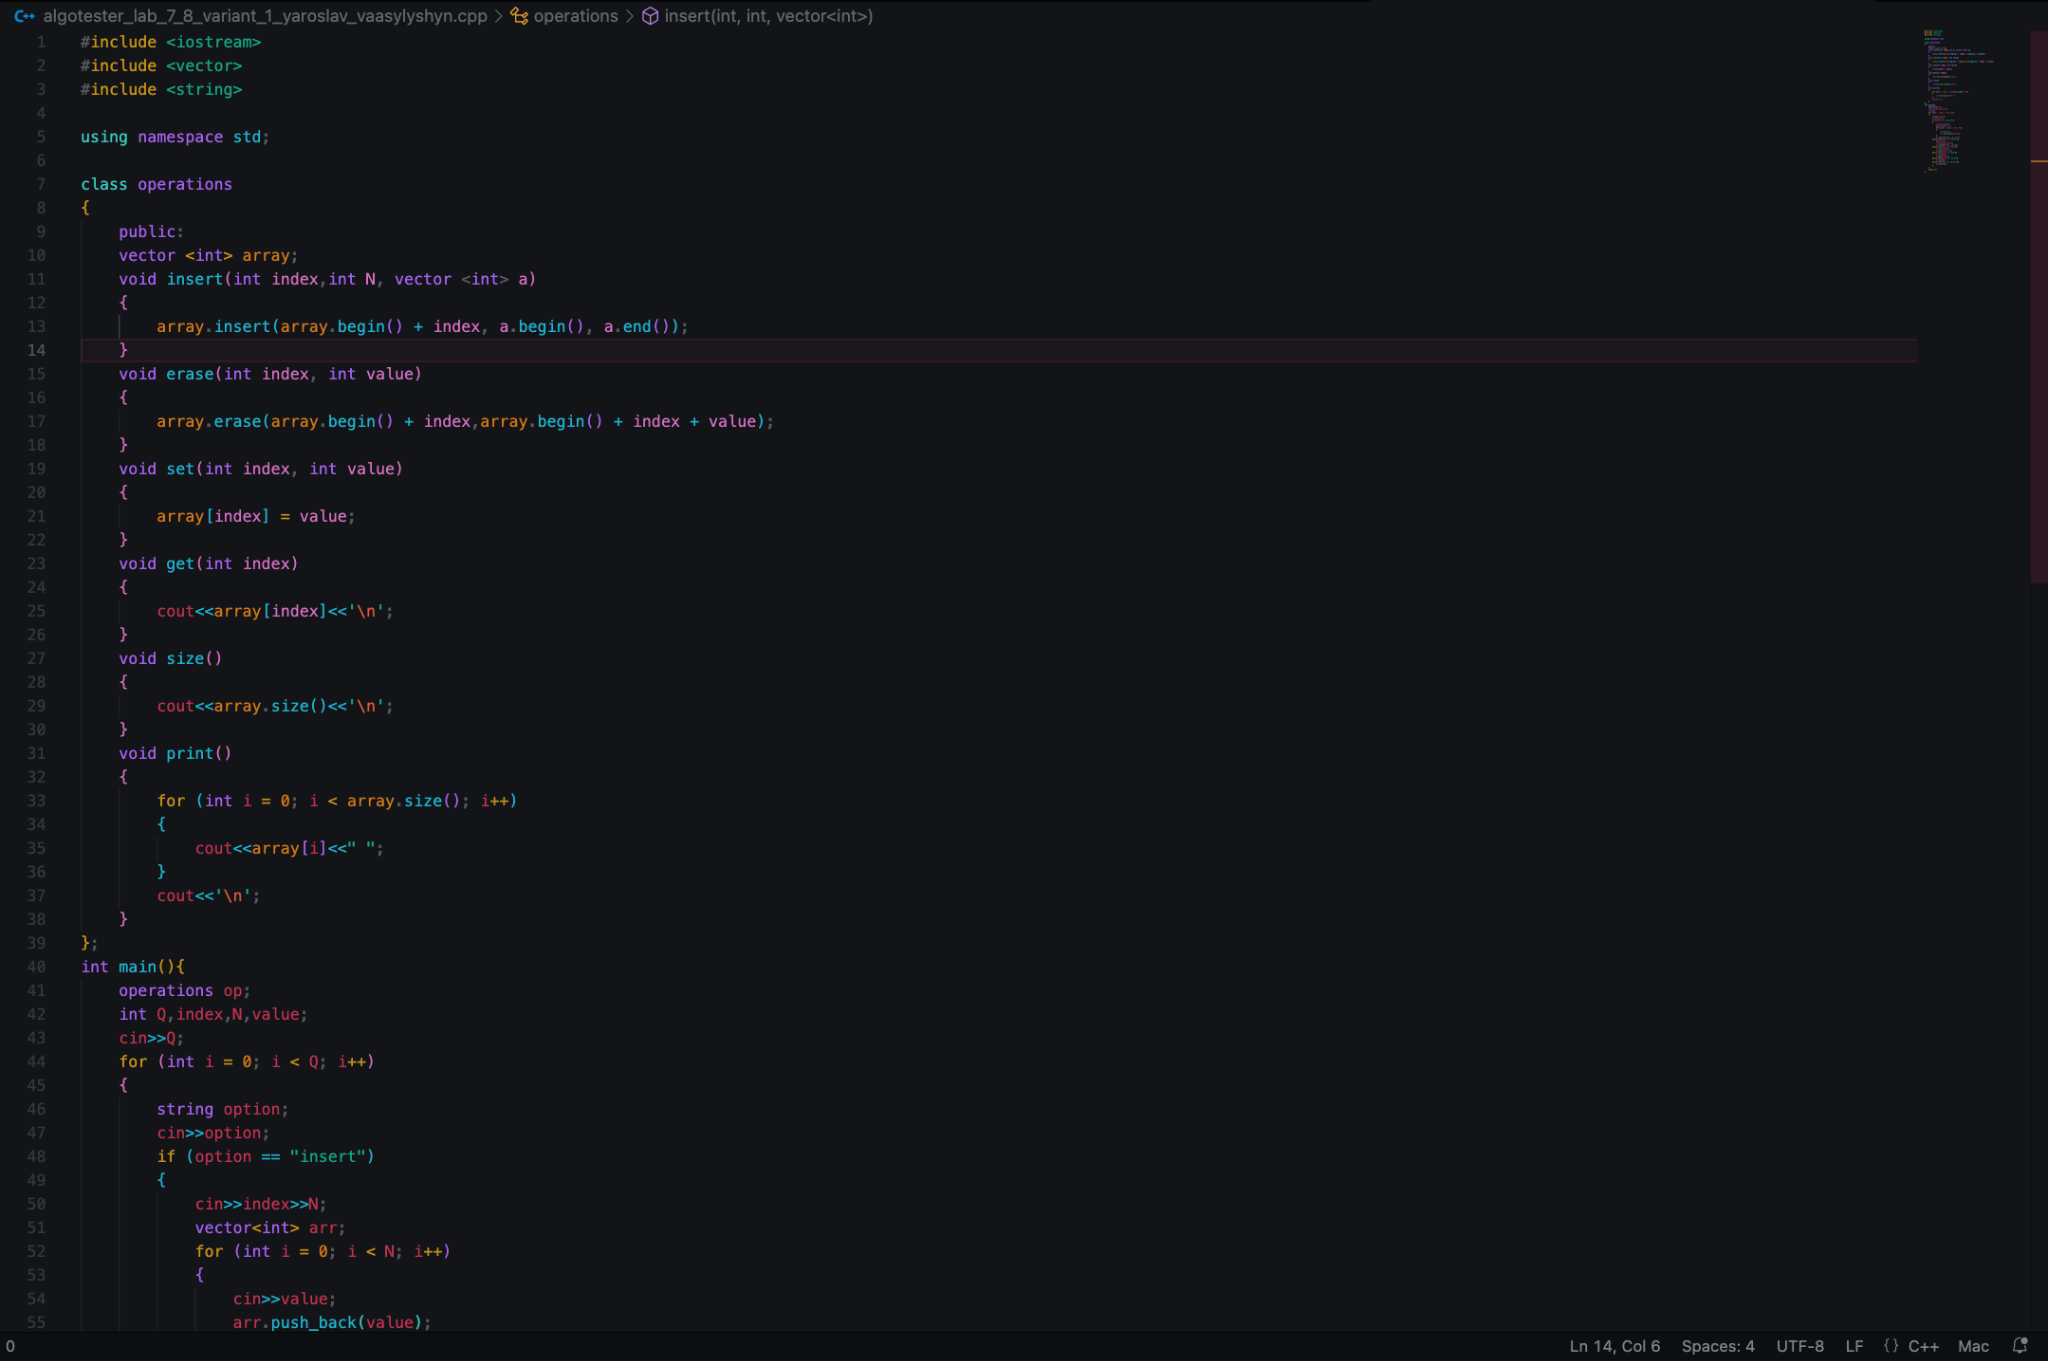 algotester_lab_7_8_variant_1_yaroslav_vaasylyshyn.cpp > operations > insert(int, int, vector<int>)
1 #include <iostream>
2 #include <vector>
3 #include <string>
4
5 using namespace std;
6
7 class operations
8 {
9     public:
10     vector <int> array;
11     void insert(int index,int N, vector <int> a)
12     {
13         array.insert(array.begin() + index, a.begin(), a.end());
14     }
15     void erase(int index, int value)
16     {
17         array.erase(array.begin() + index,array.begin() + index + value);
18     }
19     void set(int index, int value)
20     {
21         array[index] = value;
22     }
23     void get(int index)
24     {
25         cout<<array[index]<<'\n';
26     }
27     void size()
28     {
29         cout<<array.size()<<'\n';
30     }
31     void print()
32     {
33         for (int i = 0; i < array.size(); i++)
34         {
35             cout<<array[i]<<" ";
36         }
37         cout<<'\n';
38     }
39 };
40 int main(){
41     operations op;
42     int Q,index,N,value;
43     cin>>Q;
44     for (int i = 0; i < Q; i++)
45     {
46         string option;
47         cin>>option;
48         if (option == "insert")
49         {
50             cin>>index>>N;
51             vector<int> arr;
52             for (int i = 0; i < N; i++)
53             {
54                 cin>>value;
55                 arr.push_back(value);
0 Ln 14, Col 6 Spaces: 4 UTF-8 LF {} C++ Mac